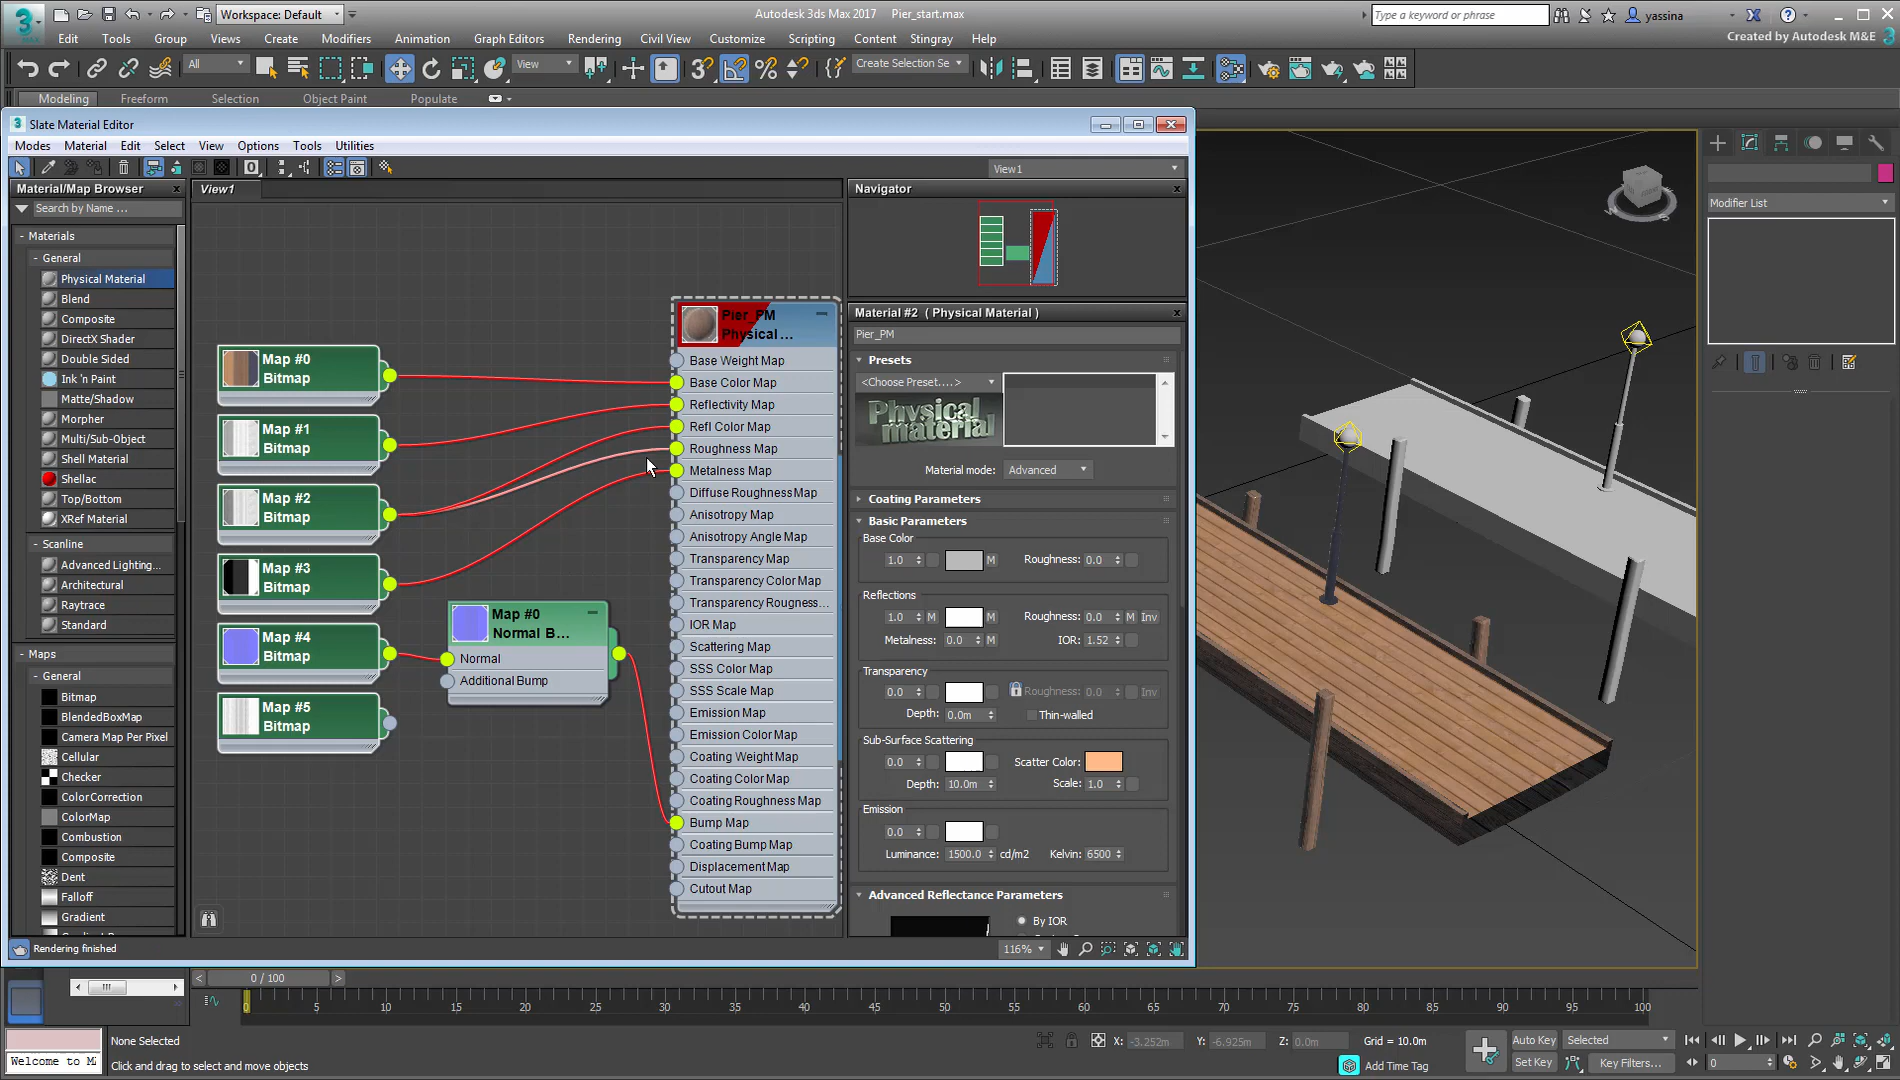 Workspace: Default
Autodesk 3ds Max 2017    Pier_start.max
Type a keyword or phrase
yassina
Edit Tools Group Views Create Modifiers Animation Graph Editors Rendering Civil View Customize Scripting Content Stingray Help
Created by Autodesk M&E
All
View
Create Selection Se
Modeling Freeform Selection Object Paint Populate
Slate Material Editor
Modes Material Edit Select View Options Tools Utilities
View1
Material/Map Browser
Search by Name ...
- Materials
- General
Physical Material
Blend
Composite
DirectX Shader
Double Sided
Ink 'n Paint
Matte/Shadow
Morpher
Multi/Sub-Object
Shell Material
Shellac
Top/Bottom
XRef Material
- Scanline
Advanced Lighting...
Architectural
Raytrace
Standard
- Maps
- General
Bitmap
BlendedBoxMap
Camera Map Per Pixel
Cellular
Checker
ColorCorrection
ColorMap
Combustion
Composite
Dent
Falloff
Gradient
Rendering finished
View1
Map #0
Bitmap
Map #1
Bitmap
Map #2
Bitmap
Map #3
Bitmap
Map #4
Bitmap
Map #5
Bitmap
Map #0
Normal B...
Normal
Additional Bump
Pier_PM
Physical ...
Base Weight Map
Base Color Map
Reflectivity Map
Refl Color Map
Roughness Map
Metalness Map
Diffuse Roughness Map
Anisotropy Map
Anisotropy Angle Map
Transparency Map
Transparency Color Map
Transparency Rougness...
IOR Map
Scattering Map
SSS Color Map
SSS Scale Map
Emission Map
Emission Color Map
Coating Weight Map
Coating Color Map
Coating Roughness Map
Bump Map
Coating Bump Map
Displacement Map
Cutout Map
Navigator
Material #2 ( Physical Material )
Pier_PM
Presets
<Choose Preset....>
Physical
material
Material mode: Advanced
Coating Parameters
Basic Parameters
Base Color
1.0 M Roughness: 0.0
Reflections
1.0 M Roughness: 0.0 M Inv
Metalness: 0.0 M IOR: 1.52
Transparency
0.0 Roughness: 0.0 Inv
Depth: 0.0m Thin-walled
Sub-Surface Scattering
0.0 Scatter Color:
Depth: 10.0m Scale: 1.0
Emission
0.0
Luminance: 1500.0 cd/m2 Kelvin: 6500
Advanced Reflectance Parameters
By IOR
116%
Modifier List
0 / 100
0 5 10 15 20 25 30 35 40 45 50 55 60 65 70 75 80 85 90 95 100
None Selected
X: -3.252m Y: -6.925m Z: 0.0m Grid = 10.0m
Auto Key Selected
Welcome to M
Click and drag to select and move objects
Add Time Tag
Set Key Key Filters...
0